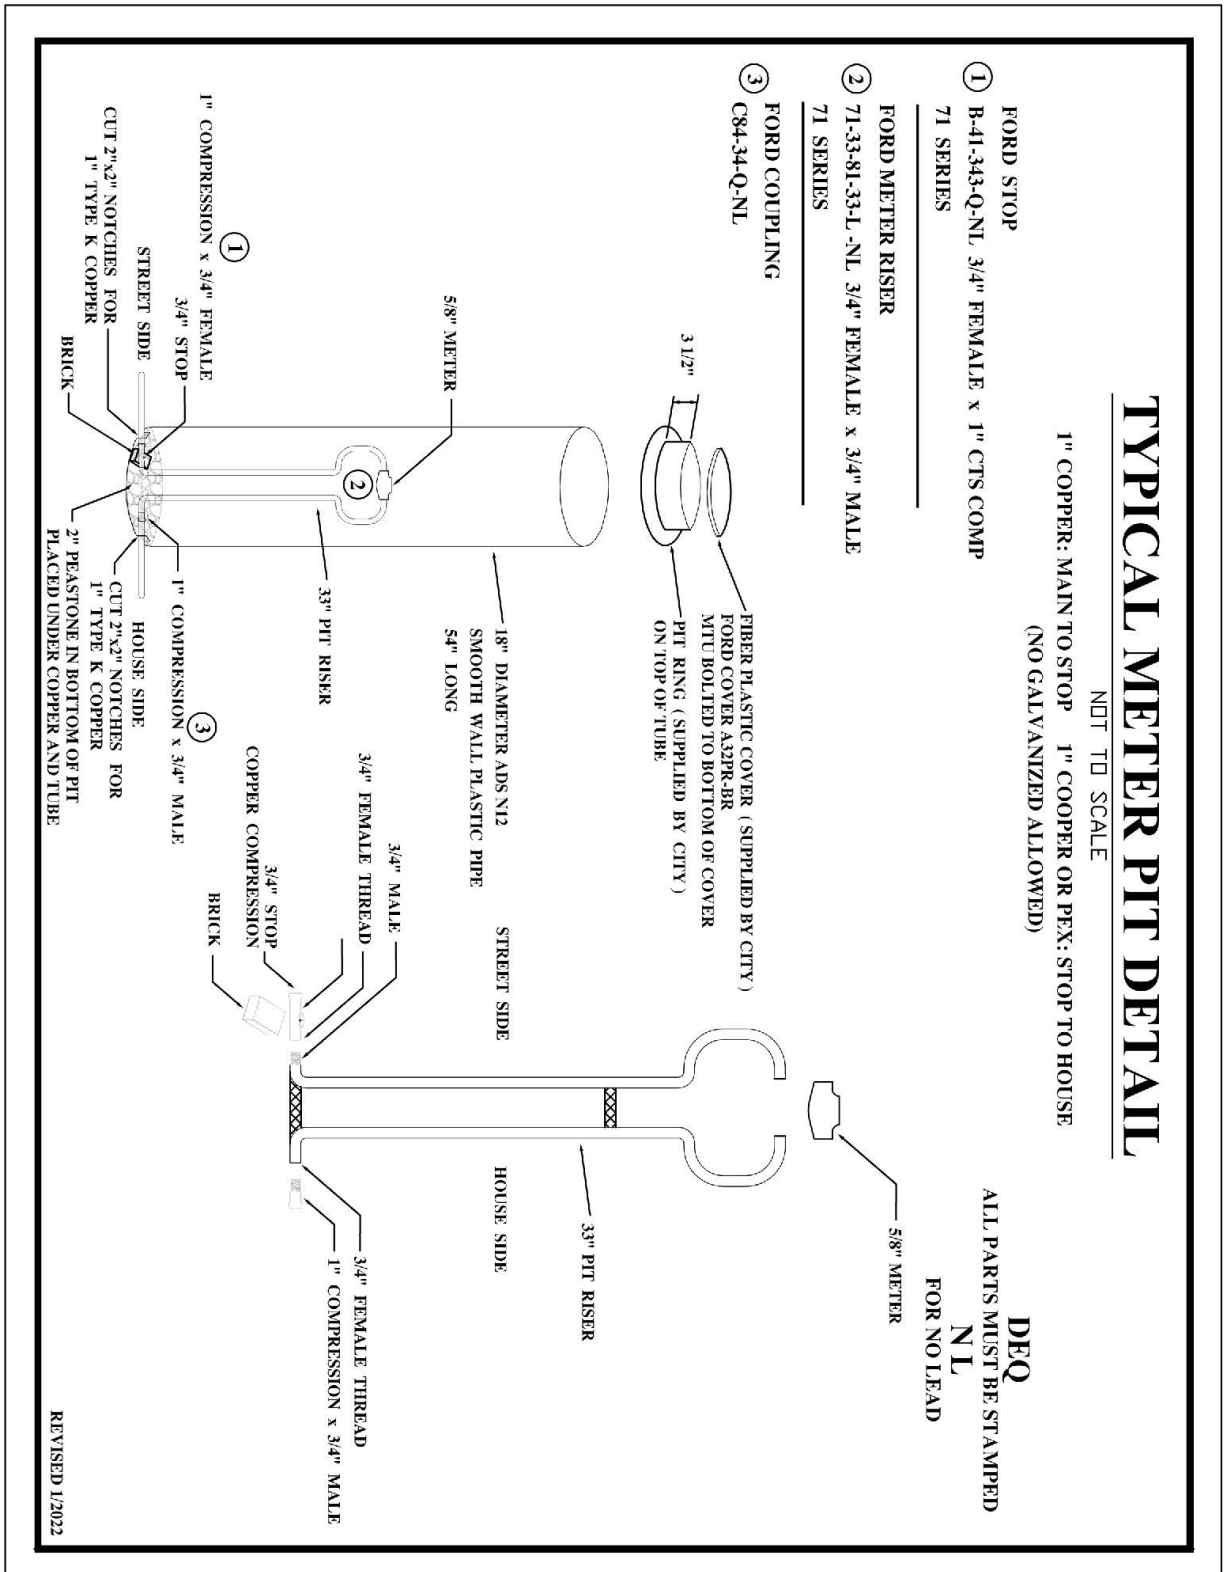 TYPICAL METER PIT DETAIL
NOT TO SCALE
1" COPPER: MAIN TO STOP 1" COOPER OR PEX: STOP TO HOUSE
(NO GALVANIZED ALLOWED)
FORD STOP
1 B-41-343-Q-NL 3/4" FEMALE x 1" CTS COMP
71 SERIES
FORD METER RISER
2 71-33-81-33-L -NL 3/4" FEMALE x 3/4" MALE
71 SERIES
FORD COUPLING
3 C84-34-Q-NL
DEQ
ALL PARTS MUST BE STAMPED
N L
FOR NO LEAD
3 1/2"
FIBER PLASTIC COVER ( SUPPLIED BY CITY )
FORD COVER A32PR-BR
MTU BOLTED TO BOTTOM OF COVER
PIT RING ( SUPPLIED BY CITY )
ON TOP OF TUBE
5/8" METER
2
18" DIAMETER ADS N12
SMOOTH WALL PLASTIC PIPE
54" LONG
33" PIT RISER
1
1" COMPRESSION x 3/4" FEMALE
3/4" STOP
STREET SIDE
CUT 2"x2" NOTCHES FOR
1" TYPE K COPPER
BRICK
3
1" COMPRESSION x 3/4" MALE
HOUSE SIDE
CUT 2"x2" NOTCHES FOR
1" TYPE K COPPER
2" PEASTONE IN BOTTOM OF PIT
PLACED UNDER COPPER AND TUBE
5/8" METER
33" PIT RISER
STREET SIDE
HOUSE SIDE
3/4" MALE
3/4" FEMALE THREAD
3/4" STOP
COPPER COMPRESSION
BRICK
3/4" FEMALE THREAD
1" COMPRESSION x 3/4" MALE
REVISED 1/2022